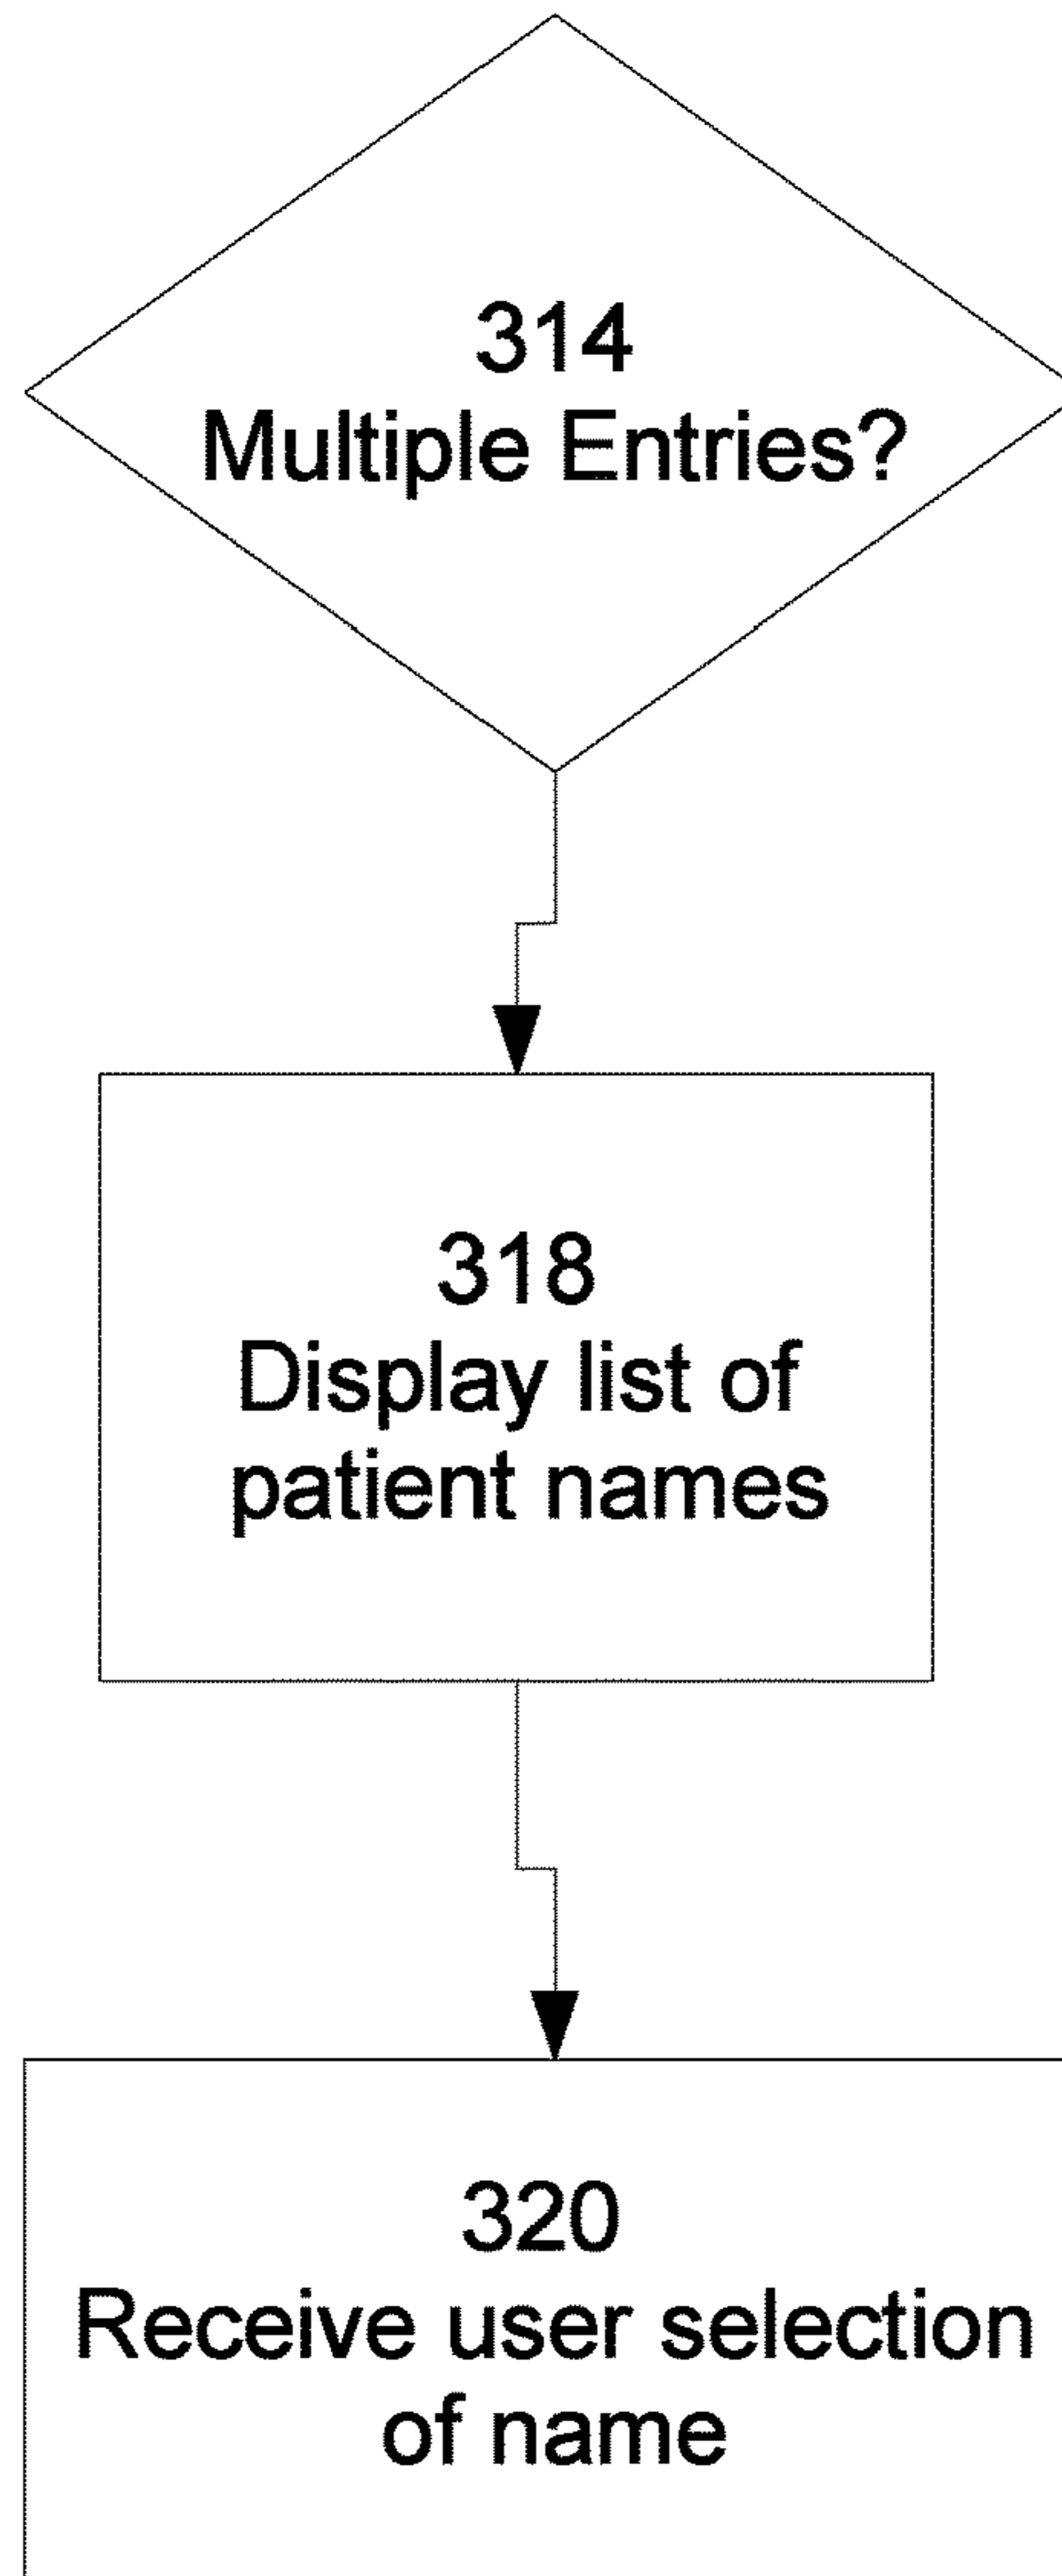 314
Multiple Entries?
318
Display list of
patient names
320
Receive user selection
of name